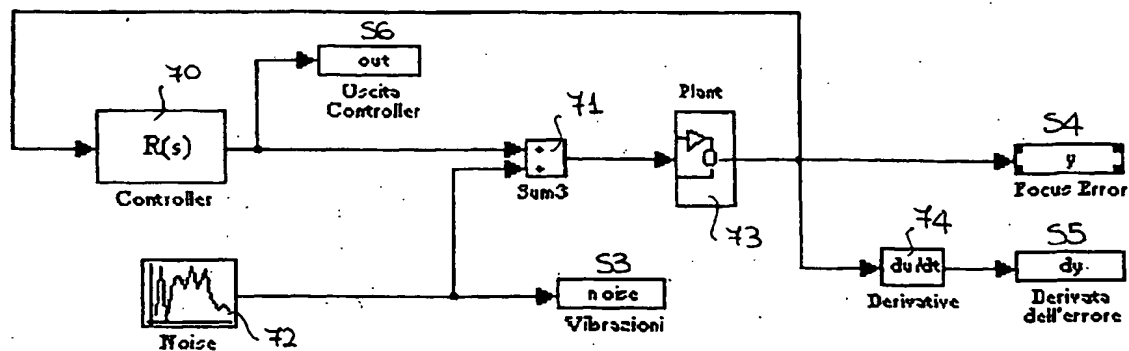 S6
out
Uscita
Controller
70
R(s)
Controller
71
+
+
Sum3
Plant
73
S4
y
Focus Error
74
du/dt
Derivative
S5
dy
Derivata
dell'errore
S3
noise
Vibrazioni
72
Noise